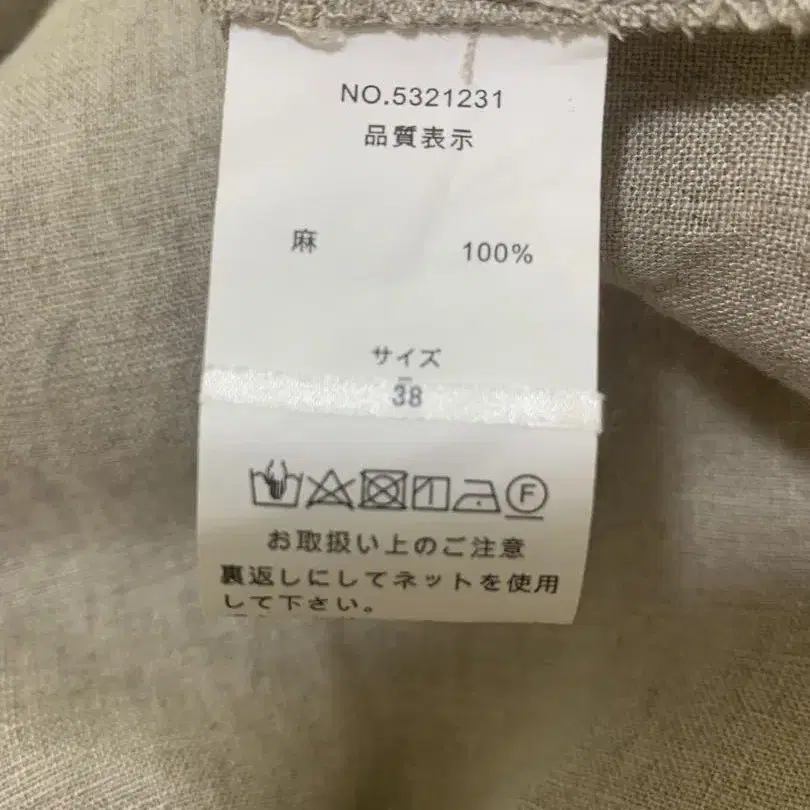 NO.5321231
品質表示
麻 100%
サイズ
38
F
お取扱い上のご注意
裏返しにしてネットを使用
して下さい。